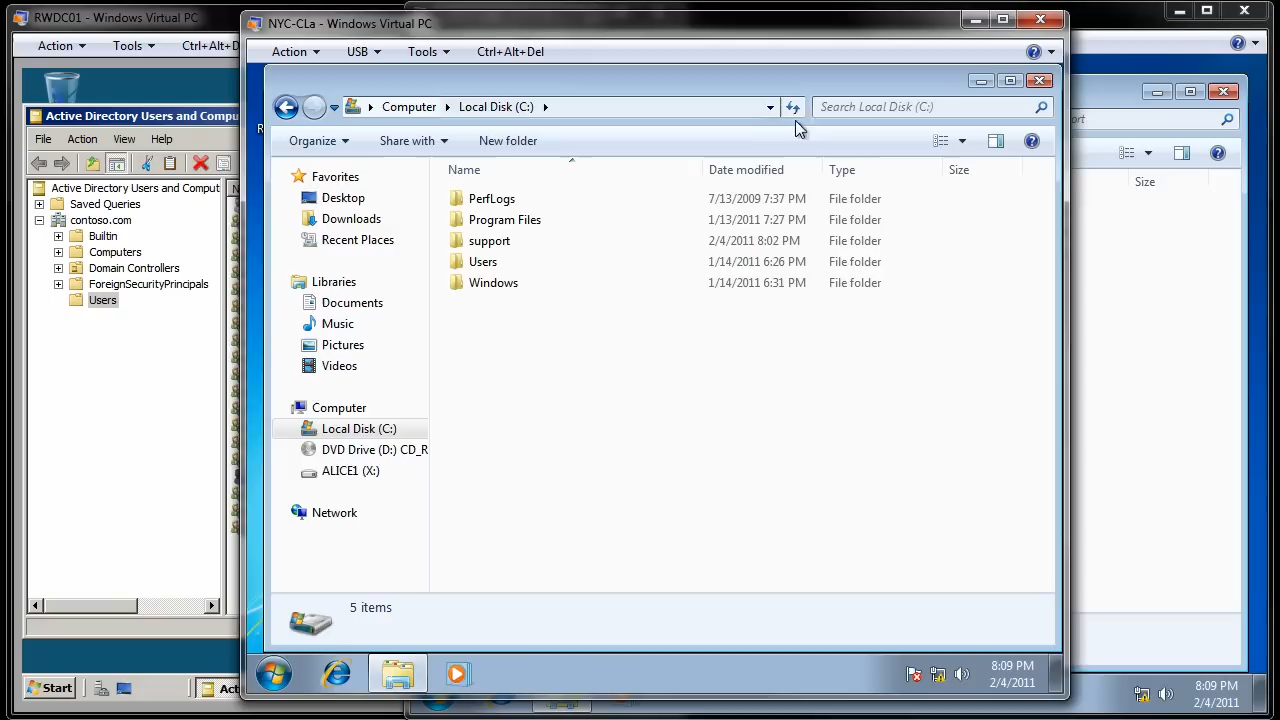 RWDC01 - Windows Virtual PC
Action Tools Ctrl+Alt+D
Active Directory Users and Compu
File Action View Help
Active Directory Users and Comput
Saved Queries
contoso.com
Builtin
Computers
Domain Controllers
ForeignSecurityPrincipals
Users
Start
NYC-CLa - Windows Virtual PC
Action USB Tools Ctrl+Alt+Del
Computer Local Disk (C:) Search Local Disk (C:)
Organize Share with New folder
Favorites
Desktop
Downloads
Recent Places
Libraries
Documents
Music
Pictures
Videos
Computer
Local Disk (C:)
DVD Drive (D:) CD_R
ALICE1 (X:)
Network
Name Date modified Type Size
PerfLogs 7/13/2009 7:37 PM File folder
Program Files 1/13/2011 7:27 PM File folder
support 2/4/2011 8:02 PM File folder
Users 1/14/2011 6:26 PM File folder
Windows 1/14/2011 6:31 PM File folder
5 items
8:09 PM
2/4/2011
Size
8:09 PM
2/4/2011